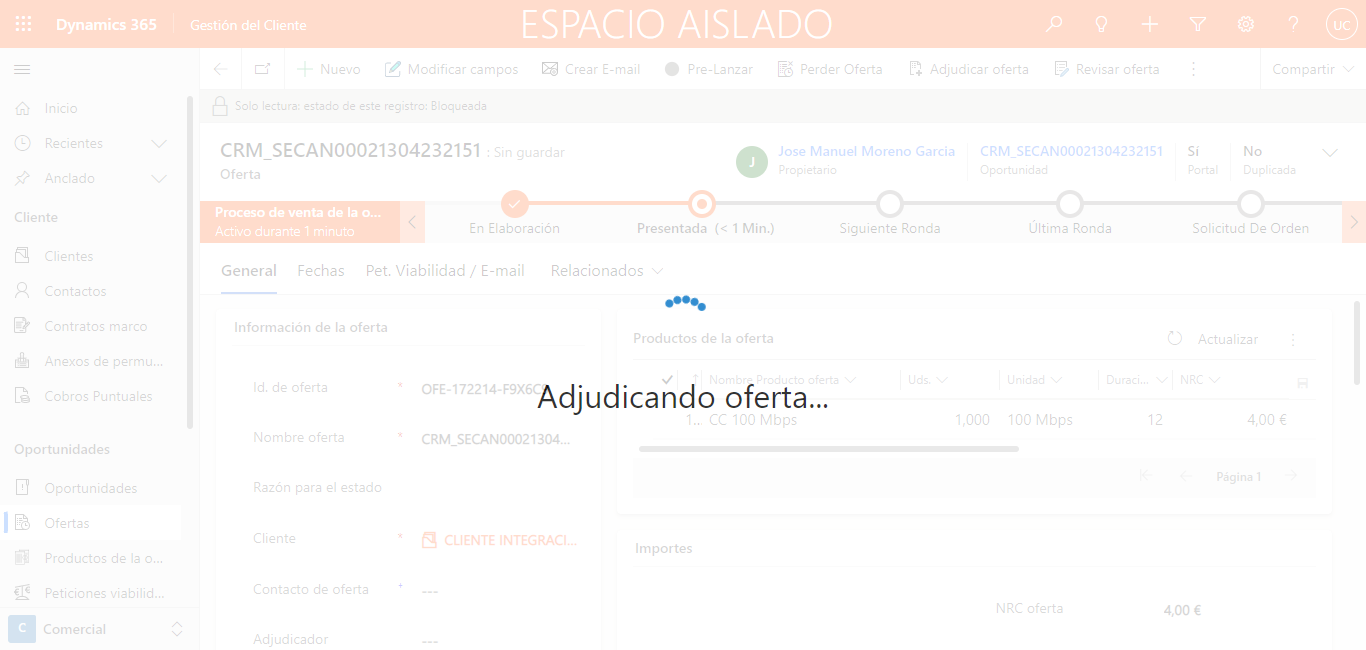 Dynamics 365
Gestión del Cliente
ESPACIO AISLADO
UC
Nuevo
Modificar campos
Crear E-mail
Pre-Lanzar
Perder Oferta
Adjudicar oferta
Revisar oferta
Compartir
Solo lectura: estado de este registro: Bloqueada
Inicio
Recientes
Anclado
Cliente
Clientes
Contactos
Contratos marco
Anexos de permu...
Cobros Puntuales
Oportunidades
Oportunidades
Ofertas
Productos de la o...
Peticiones viabilid...
C Comercial
CRM_SECAN00021304232151 : Sin guardar
Oferta
J
Jose Manuel Moreno Garcia
Propietario
CRM_SECAN00021304232151
Oportunidad
Sí
Portal
No
Duplicada
Proceso de venta de la o...
Activo durante 1 minuto
En Elaboración
Presentada (< 1 Min.)
Siguiente Ronda
Última Ronda
Solicitud De Orden
General
Fechas
Pet. Viabilidad / E-mail
Relacionados
Información de la oferta
Id. de oferta * OFE-172214-F9X6C9
Nombre oferta * CRM_SECAN00021304...
Razón para el estado
Cliente * CLIENTE INTEGRACI...
Contacto de oferta + ---
Adjudicador ---
Adjudicando oferta...
Productos de la oferta
Actualizar
Nombre Producto oferta
Uds.
Unidad
Duraci...
NRC
1.. CC 100 Mbps 1,000 100 Mbps 12 4,00 €
Página 1
Importes
NRC oferta 4,00 €